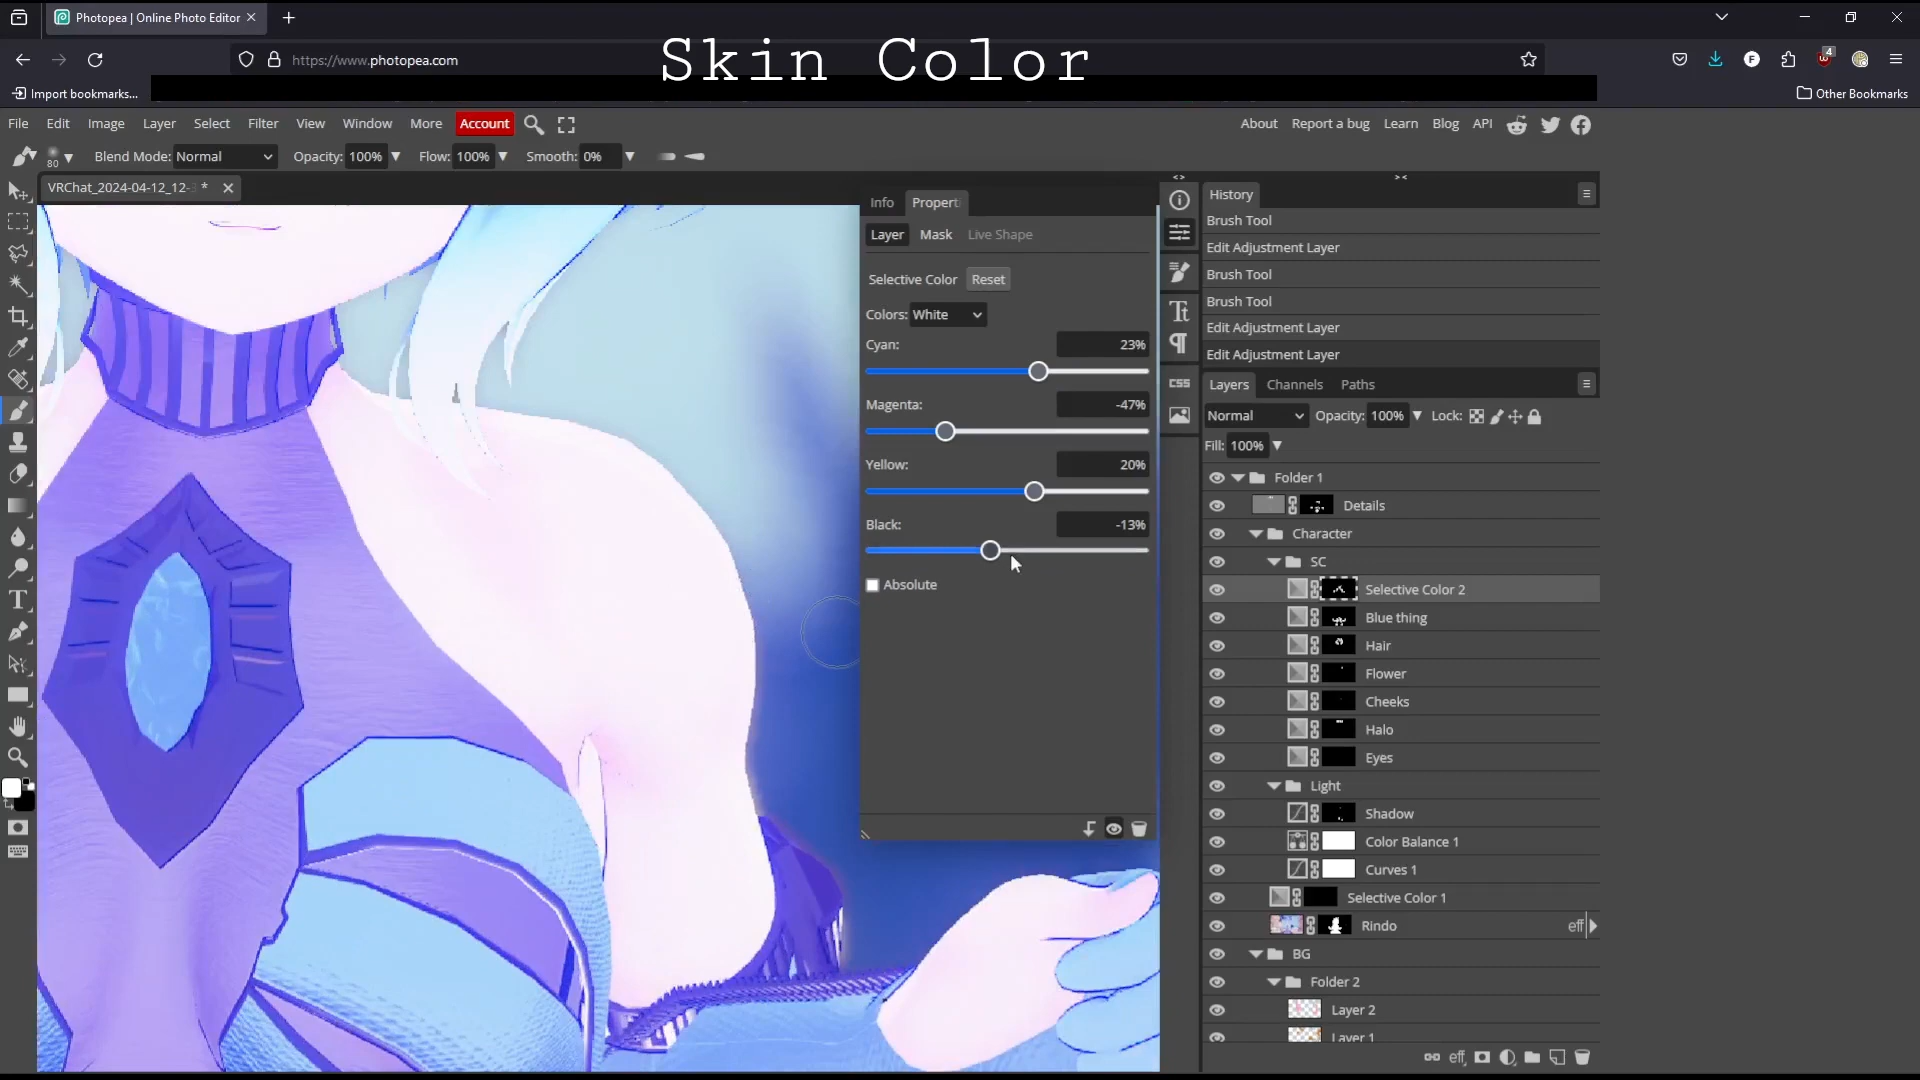 Photopea | Online Photo Editor
Skin Color
https://www.photopea.com
4
Import bookmarks...
Other Bookmarks
File Edit Image Layer Select Filter View Window More Account
About Report a bug Learn Blog API
80 Blend Mode: Normal Opacity: 100% Flow: 100% Smooth: 0%
VRChat_2024-04-12_12- *
Info Properti
Layer Mask Live Shape
Selective Color Reset
Colors: White
Cyan: 23%
Magenta: -47%
Yellow: 20%
Black: -13%
Absolute
CSS
History
Brush Tool
Edit Adjustment Layer
Brush Tool
Brush Tool
Edit Adjustment Layer
Edit Adjustment Layer
Layers Channels Paths
Normal Opacity: 100% Lock:
Fill: 100%
Folder 1
Details
Character
SC
Selective Color 2
Blue thing
Hair
Flower
Cheeks
Halo
Eyes
Light
Shadow
Color Balance 1
Curves 1
Selective Color 1
Rindo eff
BG
Folder 2
Layer 2
Layer 1
eff